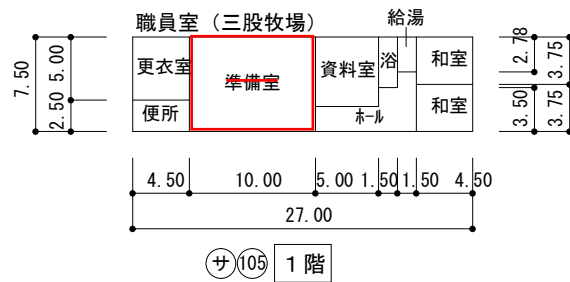 職員室（三股牧場）
給湯
更衣室
準備室
資料室
浴
和室
便所
ホール
和室
7.50
5.00
2.50
2.78
3.75
3.50
3.75
4.50
10.00
5.00
1.50
1.50
4.50
27.00
サ
105
1階